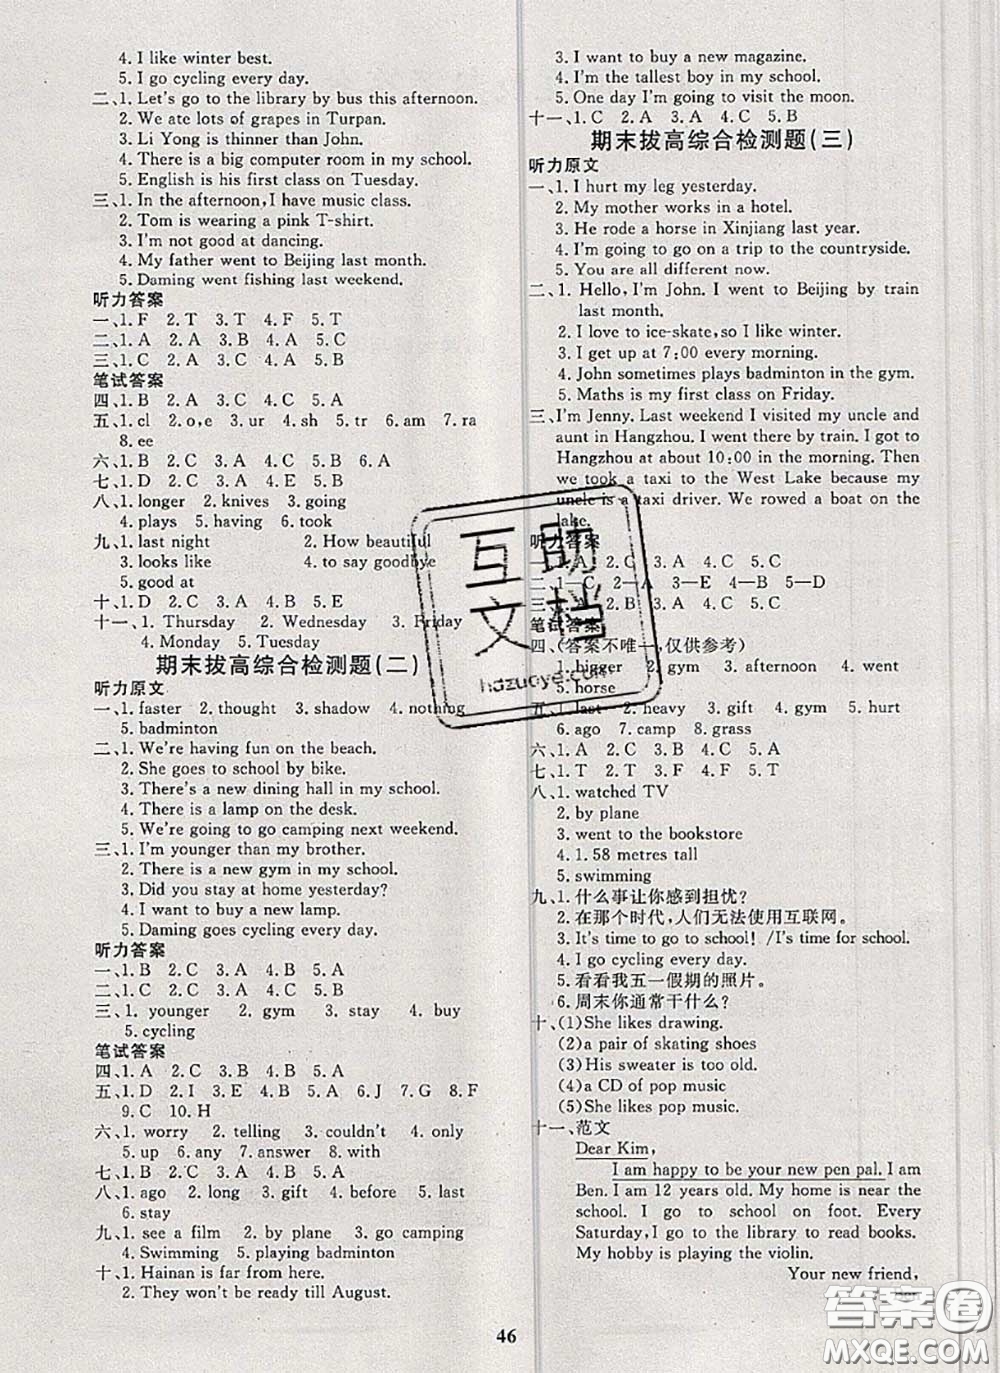 4. I like winter best.
5. I go cycling every day.
二、1. Let's go to the library by bus this afternoon.
2. We ate lots of grapes in Turpan.
3. Li Yong is thinner than John.
4. There is a big computer room in my school.
5. English is his first class on Tuesday.
三、1. In the afternoon, I have music class.
2. Tom is wearing a pink T-shirt.
3. I'm not good at dancing.
4. My father went to Beijing last month.
5. Daming went fishing last weekend.
听力答案
一、1. F 2. T 3. T 4. F 5. T
二、1. A 2. A 3. B 4. A 5. C
三、1. C 2. A 3. C 4. A 5. B
笔试答案
四、1. B 2. A 3. C 4. C 5. A
五、1. cl 2. o,e 3. ur 4. sh 5. tr 6. am 7. ra
8. ee
六、1. B 2. C 3. A 4. C 5. B 6. A
七、1. D 2. C 3. A 4. E 5. B
八、1. longer 2. knives 3. going
4. plays 5. having 6. took
九、1. last night 2. How beautiful
3. looks like 4. to say goodbye
5. good at
十、1. D 2. E 3. C 4. A 5. B
十一、1. Thursday 2. Wednesday 3. Friday
4. Monday 5. Tuesday
期末拔高综合检测题(二)
听力原文
一、1. faster 2. thought 3. shadow 4. nothing
5. badminton
二、1. We're having fun on the beach.
2. She goes to school by bike.
3. There's a new dining hall in my school.
4. There is a lamp on the desk.
5. We're going to go camping next weekend.
三、1. I'm younger than my brother.
2. There is a new gym in my school.
3. Did you stay at home yesterday?
4. I want to buy a new lamp.
5. Daming goes cycling every day.
听力答案
一、1. B 2. C 3. A 4. B 5. A
二、1. C 2. C 3. A 4. B 5. A
三、1. younger 2. gym 3. stay 4. buy
5. cycling
笔试答案
四、1. A 2. C 3. B 4. B 5. A
五、1. D 2. I 3. E 4. A 5. J 6. B 7. G 8. F
9. C 10. H
六、1. worry 2. telling 3. couldn't 4. only
5. up 6. any 7. answer 8. with
七、1. B 2. C 3. A 4. C 5. A
八、1. ago 2. long 3. gift 4. before 5. last
6. stay
九、1. see a film 2. by plane 3. go camping
4. Swimming 5. playing badminton
十、1. Hainan is far from here.
2. They won't be ready till August.
3. I want to buy a new magazine.
4. I'm the tallest boy in my school.
5. One day I'm going to visit the moon.
十一、1. C 2. A 3. A 4. C 5. B
期末拔高综合检测题(三)
听力原文
一、1. I hurt my leg yesterday.
2. My mother works in a hotel.
3. He rode a horse in Xinjiang last year.
4. I'm going to go on a trip to the countryside.
5. You are all different now.
二、1. Hello, I'm John. I went to Beijing by train
last month.
2. I love to ice-skate, so I like winter.
3. I get up at 7:00 every morning.
4. John sometimes plays badminton in the gym.
5. Maths is my first class on Friday.
三、I'm Jenny. Last weekend I visited my uncle and
aunt in Hangzhou. I went there by train. I got to
Hangzhou at about 10:00 in the morning. Then
we took a taxi to the West Lake because my
uncle is a taxi driver. We rowed a boat on the
lake.
听力答案
一、1. A 2. C 3. A 4. C 5. B
二、1—C 2—A 3—E 4—B 5—D
三、1. A 2. B 3. C 4. A 5. C
笔试答案
四、(答案不唯一,仅供参考)
1. bigger 2. gym 3. afternoon 4. went
5. horse
五、1. last 2. heavy 3. gift 4. gym 5. hurt
6. ago 7. camp 8. grass
六、1. A 2. C 3. B 4. C 5. A
七、1. T 2. T 3. F 4. F 5. T
八、1. watched TV
2. by plane
3. went to the bookstore
4. 1.58 metres tall
5. swimming
九、1. 什么事让你感到担忧?
2. 在那个时代,人们无法使用互联网。
3. It's time to go to school! /I's time for school.
4. I go cycling every day.
5. 看看我五一假期的照片。
6. 周末你通常干什么?
十、(1)She likes drawing.
(2)a pair of skating shoes
(3)His sweater is too old.
(4)a CD of pop music
(5)She likes pop music.
十一、范文
Dear Kim,
I am happy to be your new pen pal. I am
Ben. I am 12 years old. My home is near the
school. I go to school on foot. Every
Saturday, I go to the library to read books.
My hobby is playing the violin.
Your new friend,
Ben
46
互助
文档
hdzuoye.com
答案卷
MXQE.COM